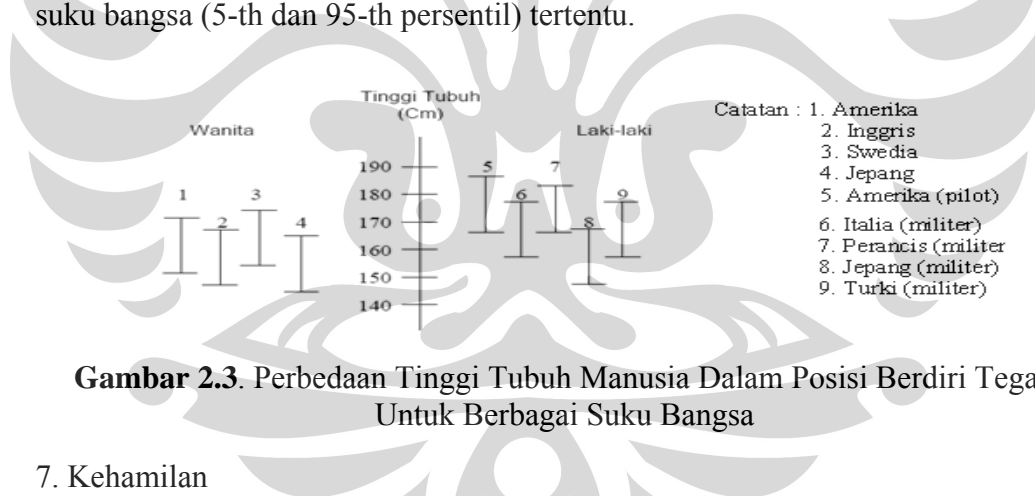 suku bangsa (5-th dan 95-th persentil) tertentu.
Tinggi Tubuh
(Cm)
Wanita
Laki-laki
190
180
170
160
150
140
1
2
3
4
5
6
7
8
9
Catatan : 1. Amerika
2. Inggris
3. Swedia
4. Jepang
5. Amerika (pilot)
6. Italia (militer)
7. Perancis (militer
8. Jepang (militer)
9. Turki (militer)
Gambar 2.3. Perbedaan Tinggi Tubuh Manusia Dalam Posisi Berdiri Tega
Untuk Berbagai Suku Bangsa
7. Kehamilan